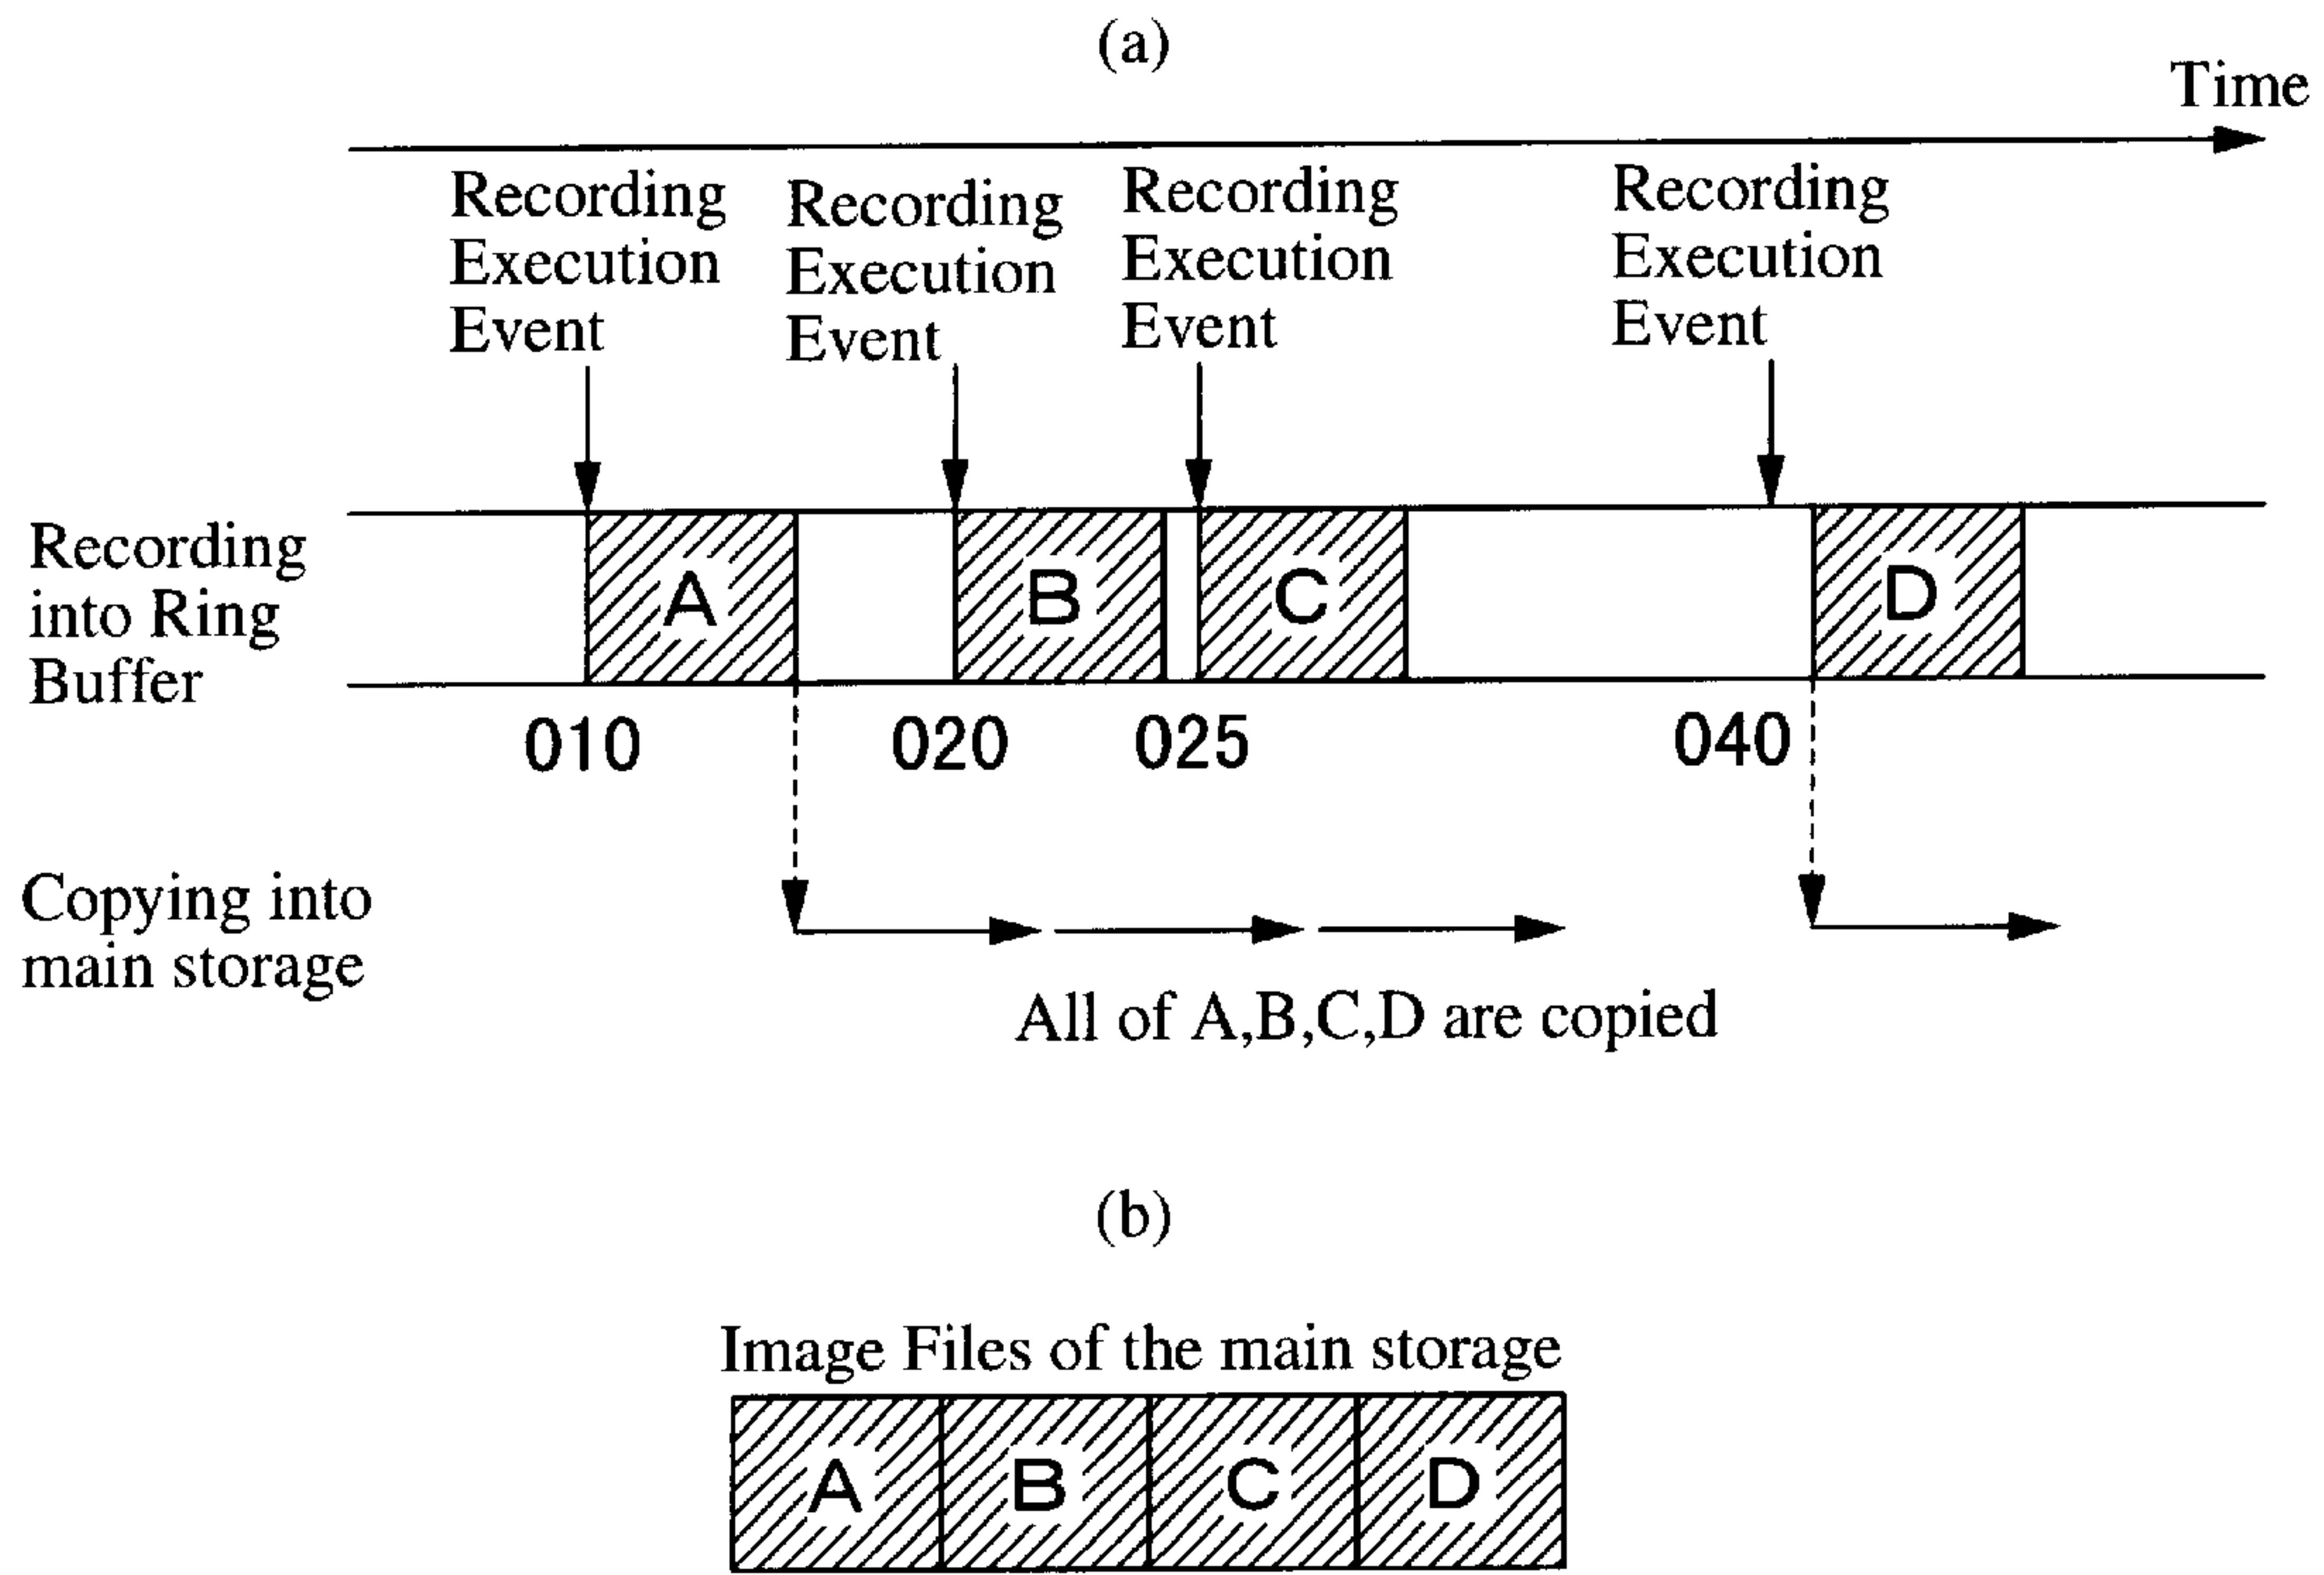 (a)
Time
Recording
Execution
Event
Recording
Execution
Event
Recording
Execution
Event
Recording
Execution
Event
Recording
into Ring
Buffer
A
B
C
D
010
020
025
040
Copying into
main storage
All of A,B,C,D are copied
(b)
Image Files of the main storage
A
B
C
D